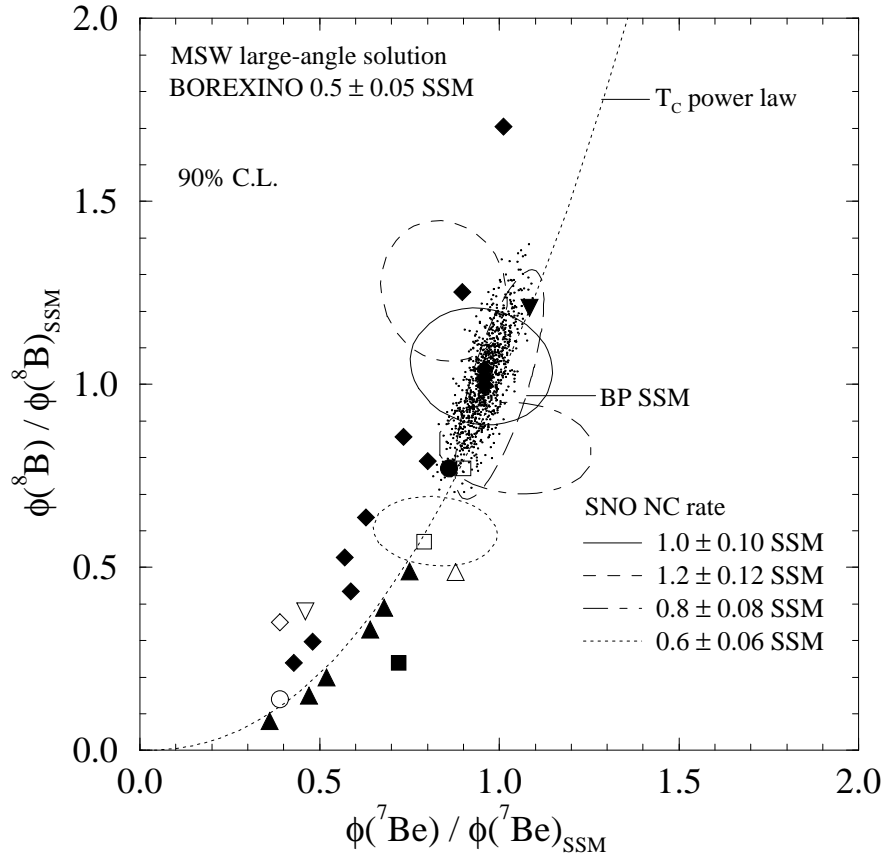 MSW large-angle solution
BOREXINO 0.5 ± 0.05 SSM
90% C.L.
T_C power law
BP SSM
SNO NC rate
1.0 ± 0.10 SSM
1.2 ± 0.12 SSM
0.8 ± 0.08 SSM
0.6 ± 0.06 SSM
2.0
1.5
1.0
0.5
0.0
ϕ(⁸B) / ϕ(⁸B)_SSM
0.0 0.5 1.0 1.5 2.0
ϕ(⁷Be) / ϕ(⁷Be)_SSM